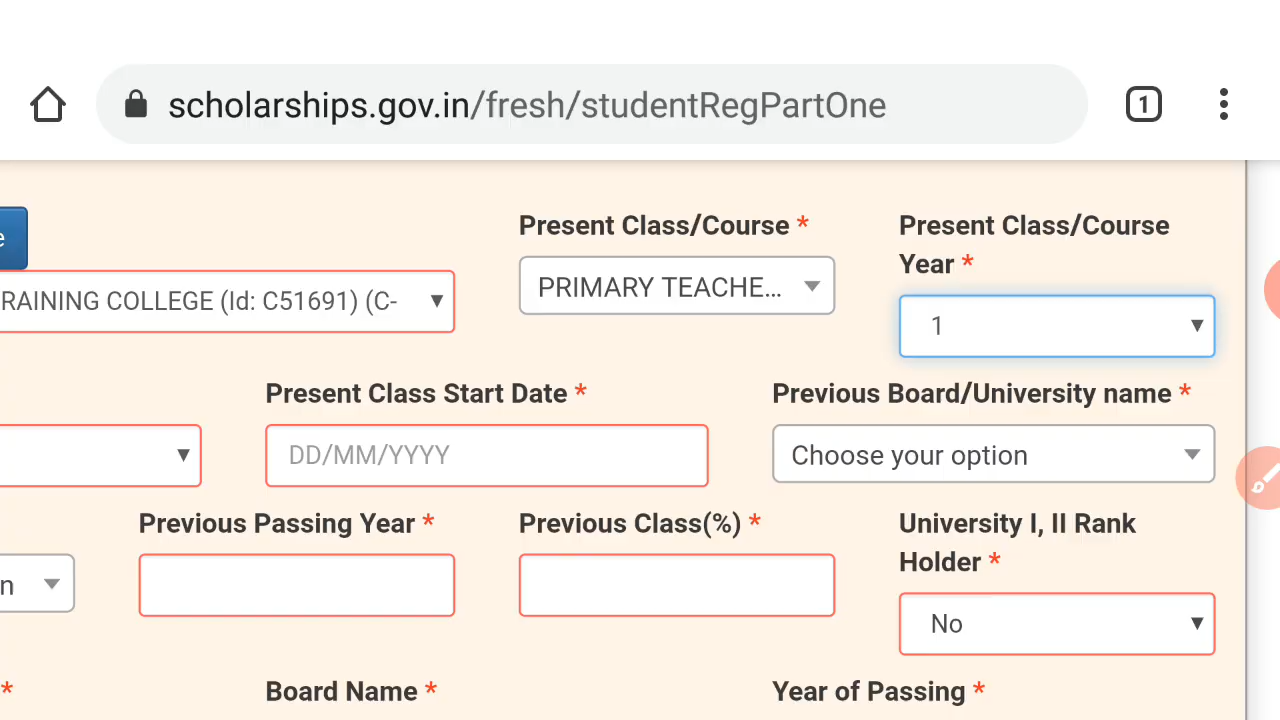 scholarships.gov.in/fresh/studentRegPartOne
1
e
Present Class/Course *
Present Class/Course
Year *
RAINING COLLEGE (Id: C51691) (C-
PRIMARY TEACHE...
1
Present Class Start Date *
Previous Board/University name *
DD/MM/YYYY
Choose your option
Previous Passing Year *
Previous Class(%) *
University I, II Rank
Holder *
n
No
*
Board Name *
Year of Passing *